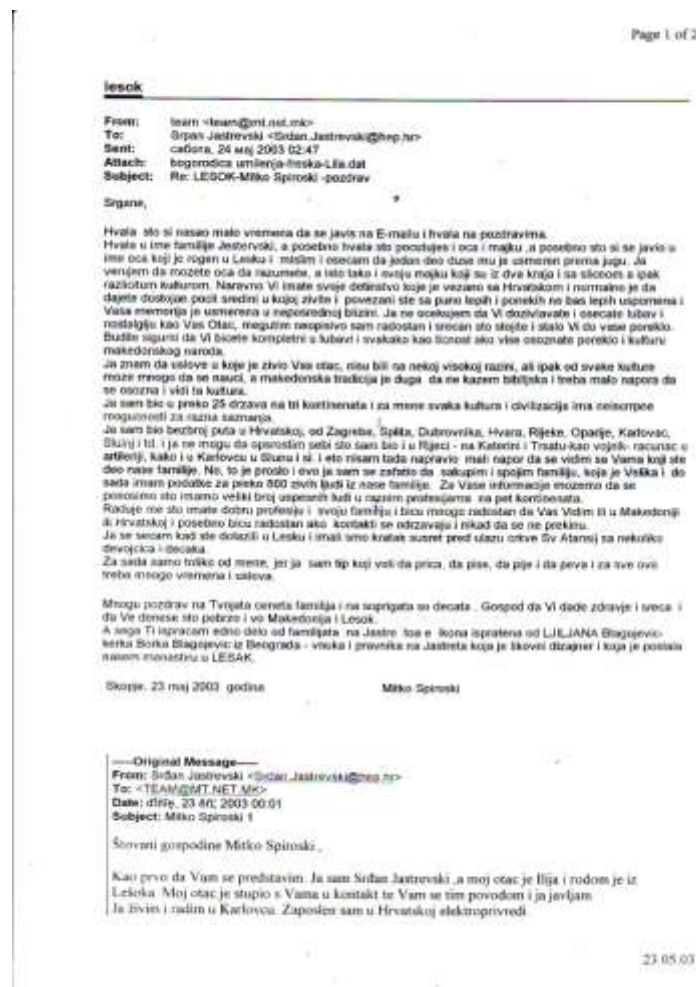 Page 1 of 2
lesok
From: team <team@mt.net.mk>
To: Srpan Jastrevski <Srdan.Jastrevski@hep.hr>
Sent: сабота, 24 мај 2003 02:47
Attach: bogorodica umilenja-freska-Lila.dat
Subject: Re: LESOK-Mitko Spiroski -pozdrav
Srgane,
Hvala sto si nasao malo vremena da se javis na E-mailu i hvala na pozdravima.
Hvala u ime familije Jestervski, a posebno hvala sto pocutujes i oca i majku ,a posebno sto si se javio u
ime oca koji je rogen u Lesku i mislim i osecam da jedan deo duse mu je usmeren prema jugu. Ja
verujem da mozete oca da razumete, a isto tako i svoju majku koji su iz dva kraja i sa slicnom a ipak
razlicitum kulturom. Naravno Vi imate svoje detinstvo koje je vezano sa Hrvatskom i normalno je da
dajete dostojan pocit sredini u kojoj zivite i povezani ste sa puno lepih i ponekih ne bas lepih uspomena i
Vasa memorija je usmerena u neposrednoj blizini. Ja ne ocekujem da Vi dozivlavate i osecate lubav i
nostalgiju kao Vas Otac, megutim neopisivo sam radostan i srecan sto stojite i stalo Vi do vase poreklo.
Budite sigurni da Vi bicete kompletni u lubavi i svakako kao licnost ako vise osoznate poreklo i kulturu
makedonskog naroda.
Ja znam da uslove u koje je zivio Vas otac, nisu bili na nekoj visokoj razini, ali ipak od svake kulture
moze mnogo da se nauci, a makedonska tradicija je duga da ne kazem biblijska i treba malo napora da
se osozna i vidi ta kultura.
Ja sam bio u preko 25 drzava na tri kontinenata i za mene svaka kultura i civilizacija ima neisorpne
mogucnosti za razna saznanja.
Ja sam bio bezbroj puta u Hrvatskoj, od Zagreba, Splita, Dubrovnika, Hvara, Rijeke, Opatije, Karlovac,
Slunj i td. i ja ne mogu da oprostim sebi sto sam bio i u Rijeci - na Katerini i Trsatu-kao vojnik- racunac u
artileriji, kako i u Karlovcu u Slunu i sl. i eto nisam tada napravio mali napor da se vidim sa Vama koji ste
deo nase familije. No, to je proslo i evo ja sam se zafatio da sakupim i spojim familiju, koja je Velika i do
sada imam podatke za preko 800 zivih ljudi iz nase familije. Za Vase informacije mozemo da se
ponosimo sto imamo veliki broj uspesnih ludi u raznim profesijama na pet kontinenata.
Raduje me sto imate dobru profesiju i svoju familiju i bicu mnogo radostan da Vas Vidim ili u Makedoniji
ili Hrvatskoj i posebno bicu radostan ako kontakti se odrzavaju i nikad da se ne prekinu.
Ja se secam kad ste dolazili u Lesku i imali smo kratak susret pred ulazu crkve Sv Atanasij sa nekoliko
devojcica i decaka.
Za sada samo toliko od mene, jer ja sam tip koji voli da prica, da pise, da pije i da peva i za sve ovo
treba mnogo vremena i uslova.
Mnogu pozdrav na Tvojata ceneta familija i na soprigata so decata . Gospod da Vi dade zdravje i sreca i
da Ve donese sto pobrze i vo Makedonija i Lesok.
A sega Ti ispracam edno delo od familijata na Jastre toa e Ikona ispratena od LJILJANA Blagojevic-
kerka Borka Blagojevic iz Beograda - vnuka i pravnika na Jastreta koja je likovni dizajner i koja je poslala
nasem manastiru u LESAK.
Skopje, 23 maj 2003 godina Mitko Spiroski
-----Original Message-----
From: Srđan Jastrevski <Srdan.Jastrevski@hep.hr>
To: <TEAM@MT.NET.MK>
2003 00:01
Subject: Mitko Spiroski 1
Štovani gospodine Mitko Spiroski ,
Kao prvo da Vam se predstavim. Ja sam Srđan Jastrevski ,a moj otac je Ilija i rodom je iz
Lešoka. Moj otac je stupio s Vama u kontakt te Vam se tim povodom i ja javljam.
Ja živim i radim u Karlovcu. Zaposlen sam u Hrvatskoj elektroprivredi.
23.05.03